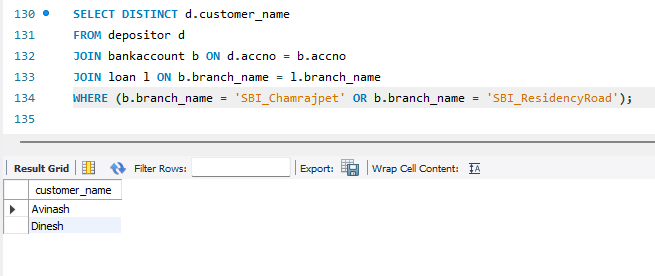 130 SELECT DISTINCT d.customer_name
131 FROM depositor d
132 JOIN bankaccount b ON d.accno = b.accno
133 JOIN loan l ON b.branch_name = l.branch_name
134 WHERE (b.branch_name = 'SBI_Chamrajpet' OR b.branch_name = 'SBI_ResidencyRoad');
135
Result Grid Filter Rows: Export: Wrap Cell Content: IA
customer_name
Avinash
Dinesh